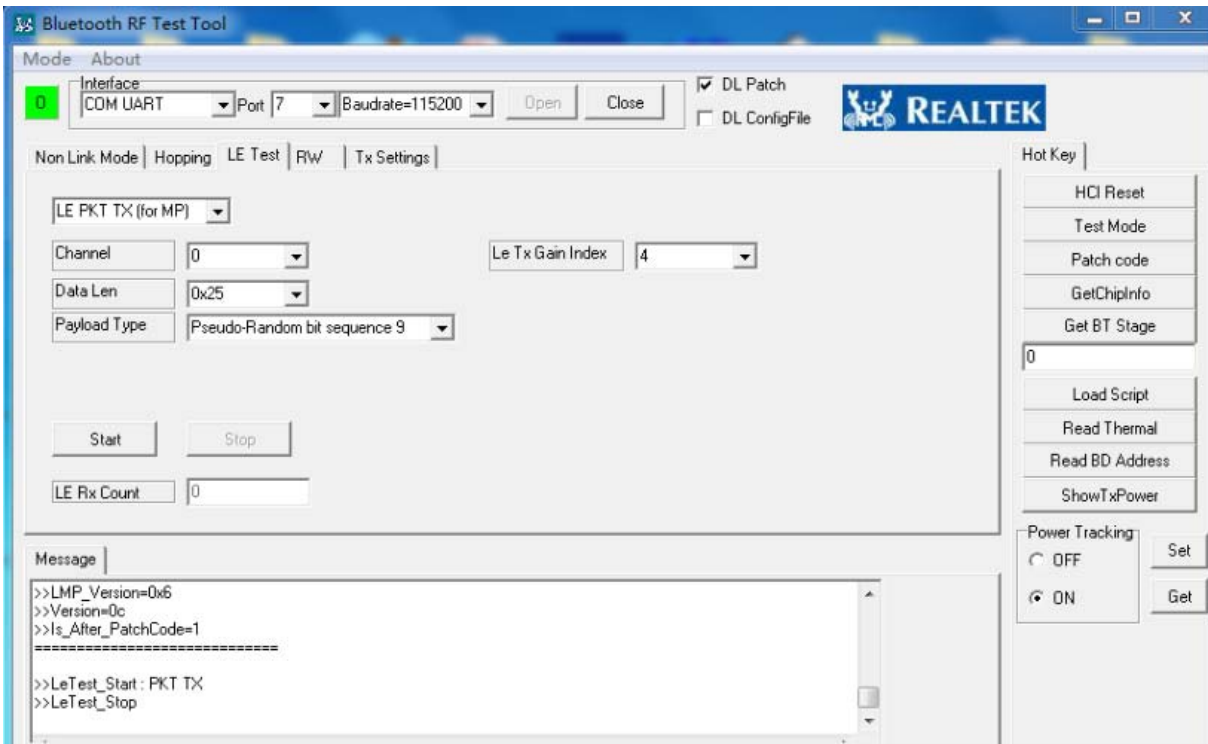 Bluetooth RF Test Tool
Mode About
Interface
0 COM UART Port 7 Baudrate=115200 Open Close
DL Patch
DL ConfigFile
REALTEK
Non Link Mode Hopping LE Test RW Tx Settings
LE PKT TX (for MP)
Channel 0 Le Tx Gain Index 4
Data Len 0x25
Payload Type Pseudo-Random bit sequence 9
Start Stop
LE Rx Count 0
Hot Key
HCI Reset
Test Mode
Patch code
GetChipInfo
Get BT Stage
0
Load Script
Read Thermal
Read BD Address
ShowTxPower
Power Tracking
OFF Set
ON Get
Message
>>LMP_Version=0x6
>>Version=0c
>>Is_After_PatchCode=1
=============================
>>LeTest_Start : PKT TX
>>LeTest_Stop